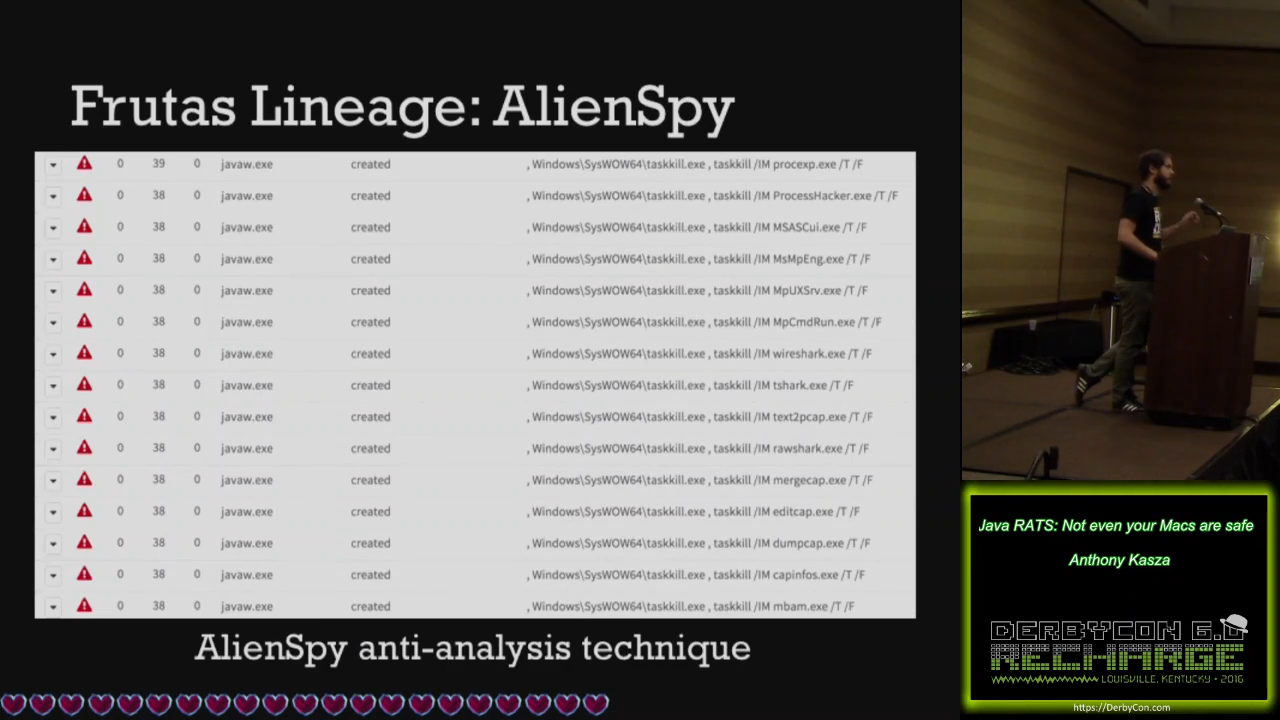 Frutas Lineage: AlienSpy
0 39 0 javaw.exe created , Windows\SysWOW64\taskkill.exe , taskkill /IM procexp.exe /T /F
0 38 0 javaw.exe created , Windows\SysWOW64\taskkill.exe , taskkill /IM ProcessHacker.exe /T /F
0 38 0 javaw.exe created , Windows\SysWOW64\taskkill.exe , taskkill /IM MSASCui.exe /T /F
0 38 0 javaw.exe created , Windows\SysWOW64\taskkill.exe , taskkill /IM MsMpEng.exe /T /F
0 38 0 javaw.exe created , Windows\SysWOW64\taskkill.exe , taskkill /IM MpUXSrv.exe /T /F
0 38 0 javaw.exe created , Windows\SysWOW64\taskkill.exe , taskkill /IM MpCmdRun.exe /T /F
0 38 0 javaw.exe created , Windows\SysWOW64\taskkill.exe , taskkill /IM wireshark.exe /T /F
0 38 0 javaw.exe created , Windows\SysWOW64\taskkill.exe , taskkill /IM tshark.exe /T /F
0 38 0 javaw.exe created , Windows\SysWOW64\taskkill.exe , taskkill /IM text2pcap.exe /T /F
0 38 0 javaw.exe created , Windows\SysWOW64\taskkill.exe , taskkill /IM rawshark.exe /T /F
0 38 0 javaw.exe created , Windows\SysWOW64\taskkill.exe , taskkill /IM mergecap.exe /T /F
0 38 0 javaw.exe created , Windows\SysWOW64\taskkill.exe , taskkill /IM editcap.exe /T /F
0 38 0 javaw.exe created , Windows\SysWOW64\taskkill.exe , taskkill /IM dumpcap.exe /T /F
0 38 0 javaw.exe created , Windows\SysWOW64\taskkill.exe , taskkill /IM capinfos.exe /T /F
0 38 0 javaw.exe created , Windows\SysWOW64\taskkill.exe , taskkill /IM mbam.exe /T /F
AlienSpy anti-analysis technique
Java RATS: Not even your Macs are safe
Anthony Kasza
DERBYCON 6.0
RECHARGE
LOUISVILLE, KENTUCKY • 2016
https://DerbyCon.com